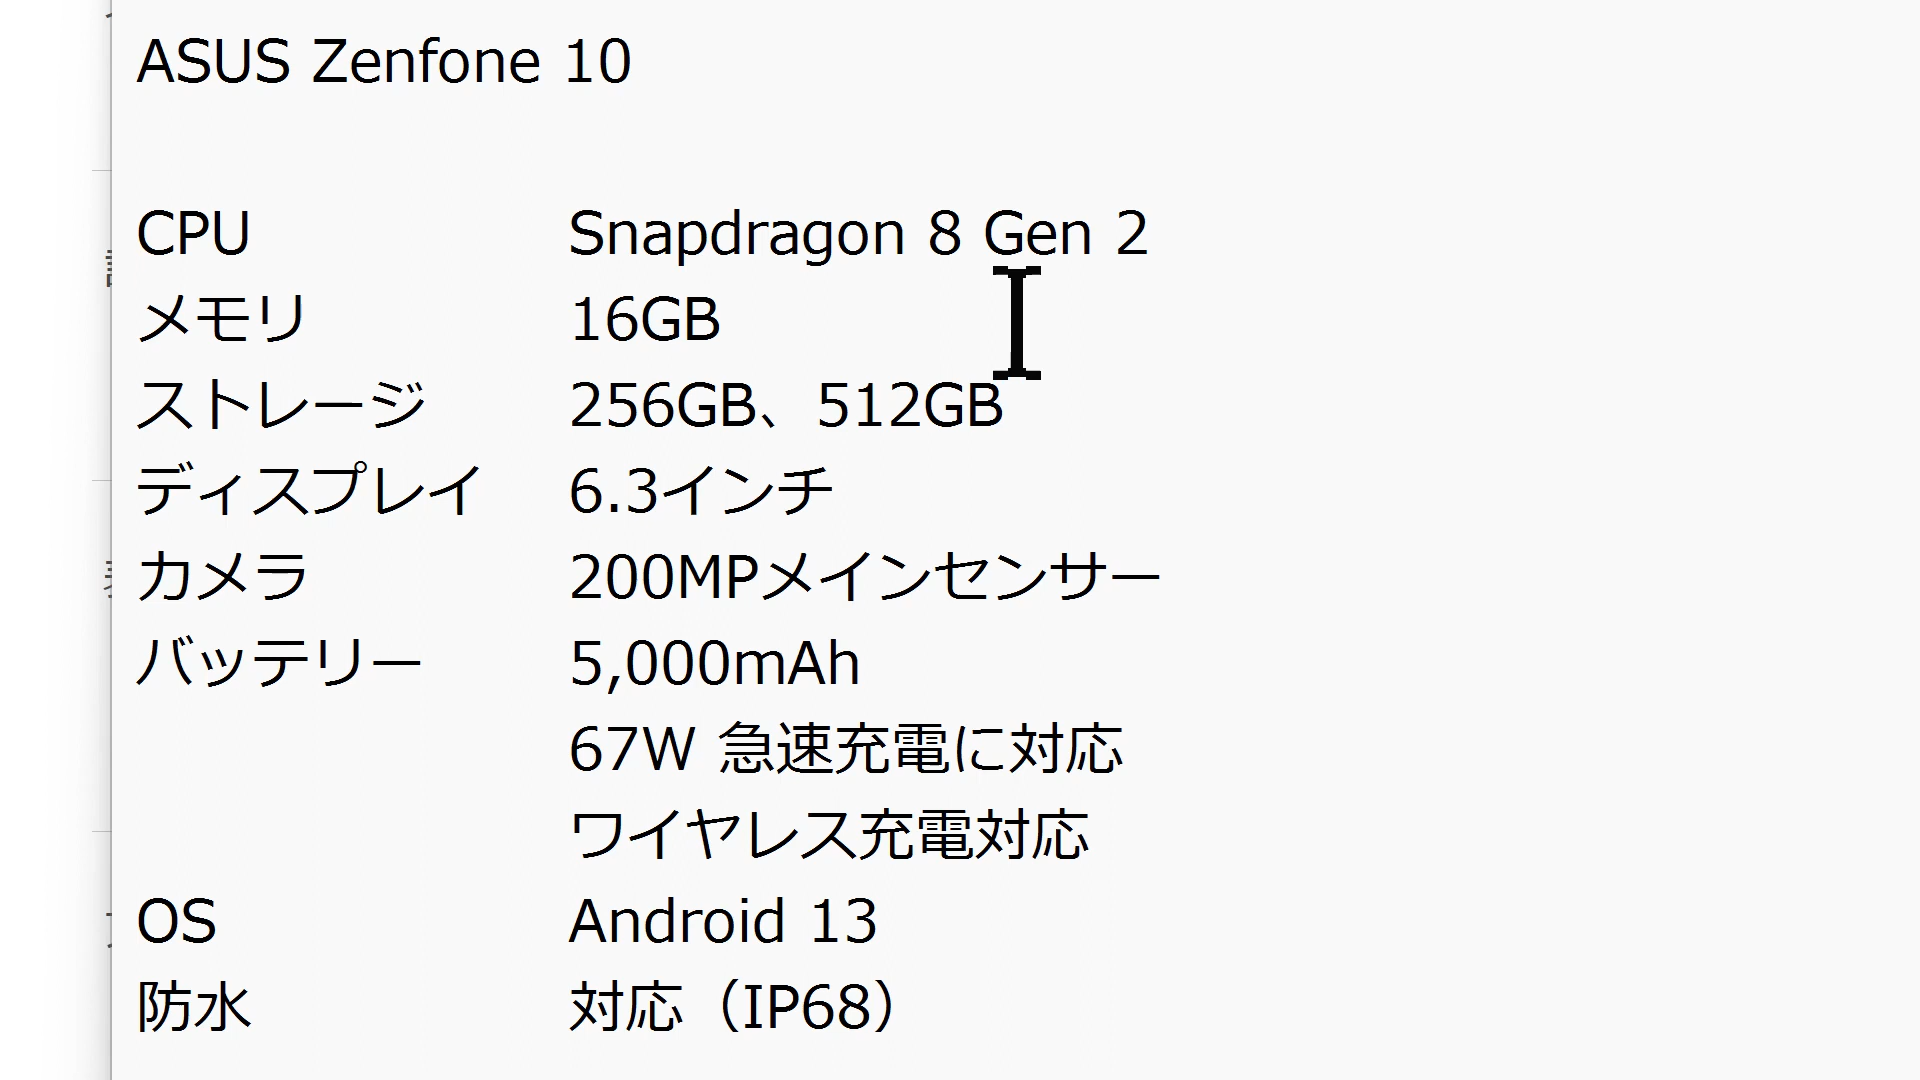 ASUS Zenfone 10
CPU Snapdragon 8 Gen 2
メモリ 16GB
ストレージ 256GB、512GB
ディスプレイ 6.3インチ
カメラ 200MPメインセンサー
バッテリー 5,000mAh
67W 急速充電に対応
ワイヤレス充電対応
OS Android 13
防水 対応（IP68）